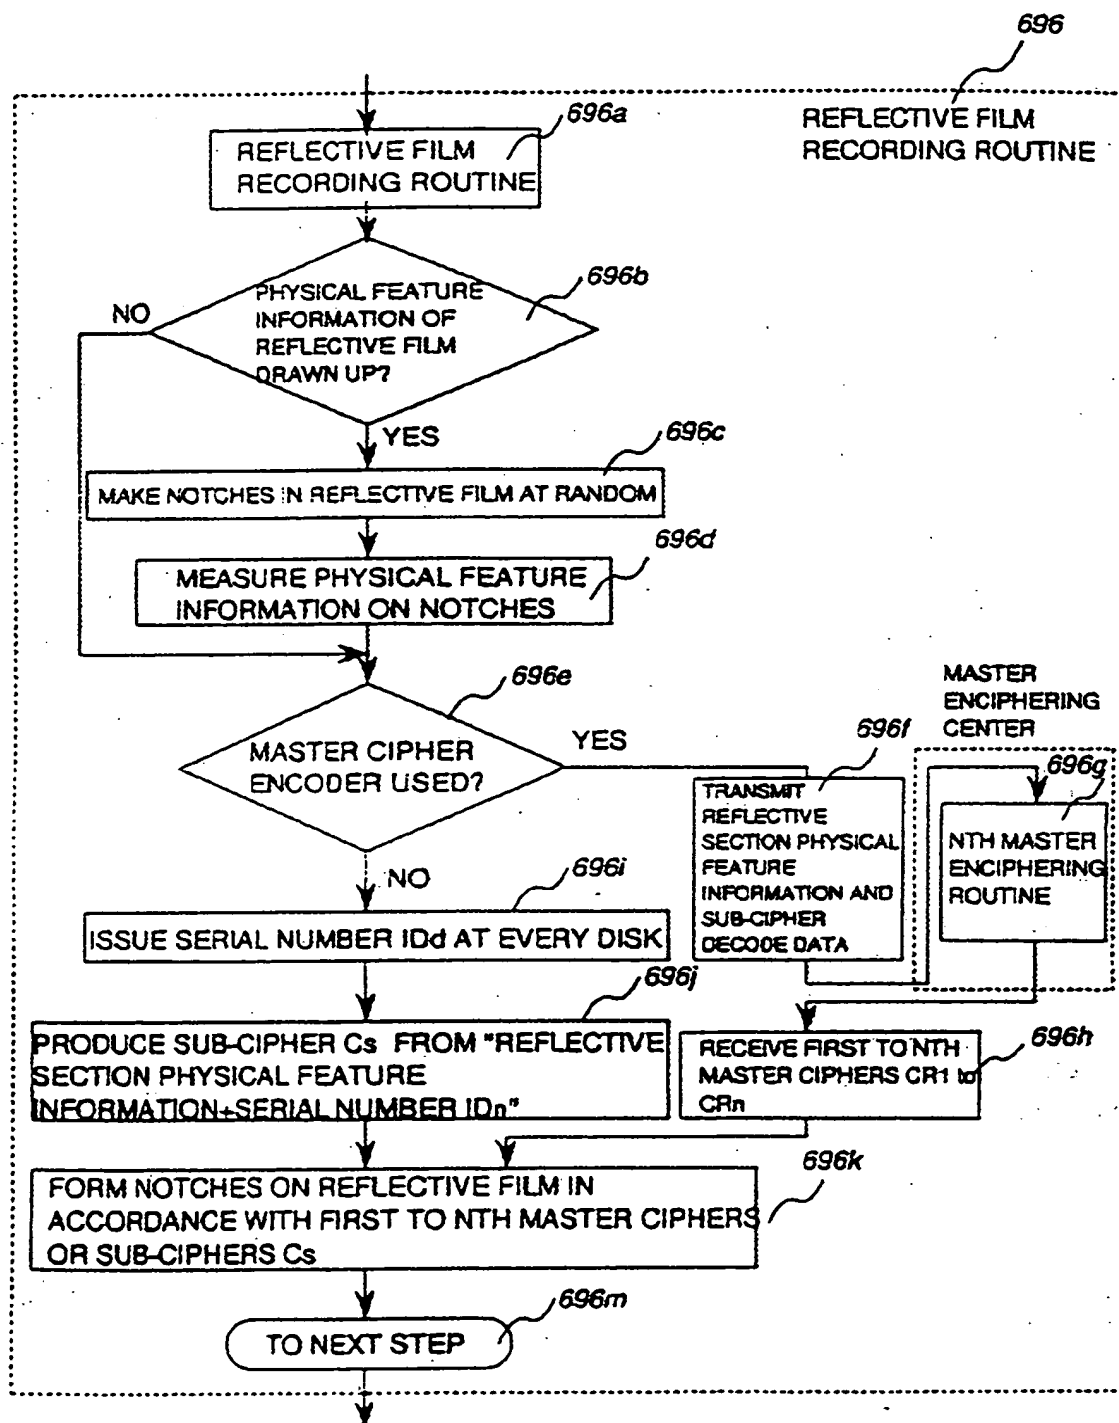 696
REFLECTIVE FILM
RECORDING ROUTINE
696a
REFLECTIVE FILM
RECORDING ROUTINE
696b
PHYSICAL FEATURE
INFORMATION OF
REFLECTIVE FILM
DRAWN UP?
NO
YES
696c
MAKE NOTCHES IN REFLECTIVE FILM AT RANDOM
696d
MEASURE PHYSICAL FEATURE
INFORMATION ON NOTCHES
696e
MASTER CIPHER
ENCODER USED?
YES
696f
TRANSMIT
REFLECTIVE
SECTION PHYSICAL
FEATURE
INFORMATION AND
SUB-CIPHER
DECODE DATA
MASTER
ENCIPHERING
CENTER
696g
NTH MASTER
ENCIPHERING
ROUTINE
NO
696i
ISSUE SERIAL NUMBER IDd AT EVERY DISK
696j
PRODUCE SUB-CIPHER Cs FROM "REFLECTIVE
SECTION PHYSICAL FEATURE
INFORMATION+SERIAL NUMBER IDn"
696h
RECEIVE FIRST TO NTH
MASTER CIPHERS CR1 to
CRn
696k
FORM NOTCHES ON REFLECTIVE FILM IN
ACCORDANCE WITH FIRST TO NTH MASTER CIPHERS
OR SUB-CIPHERS Cs
696m
TO NEXT STEP